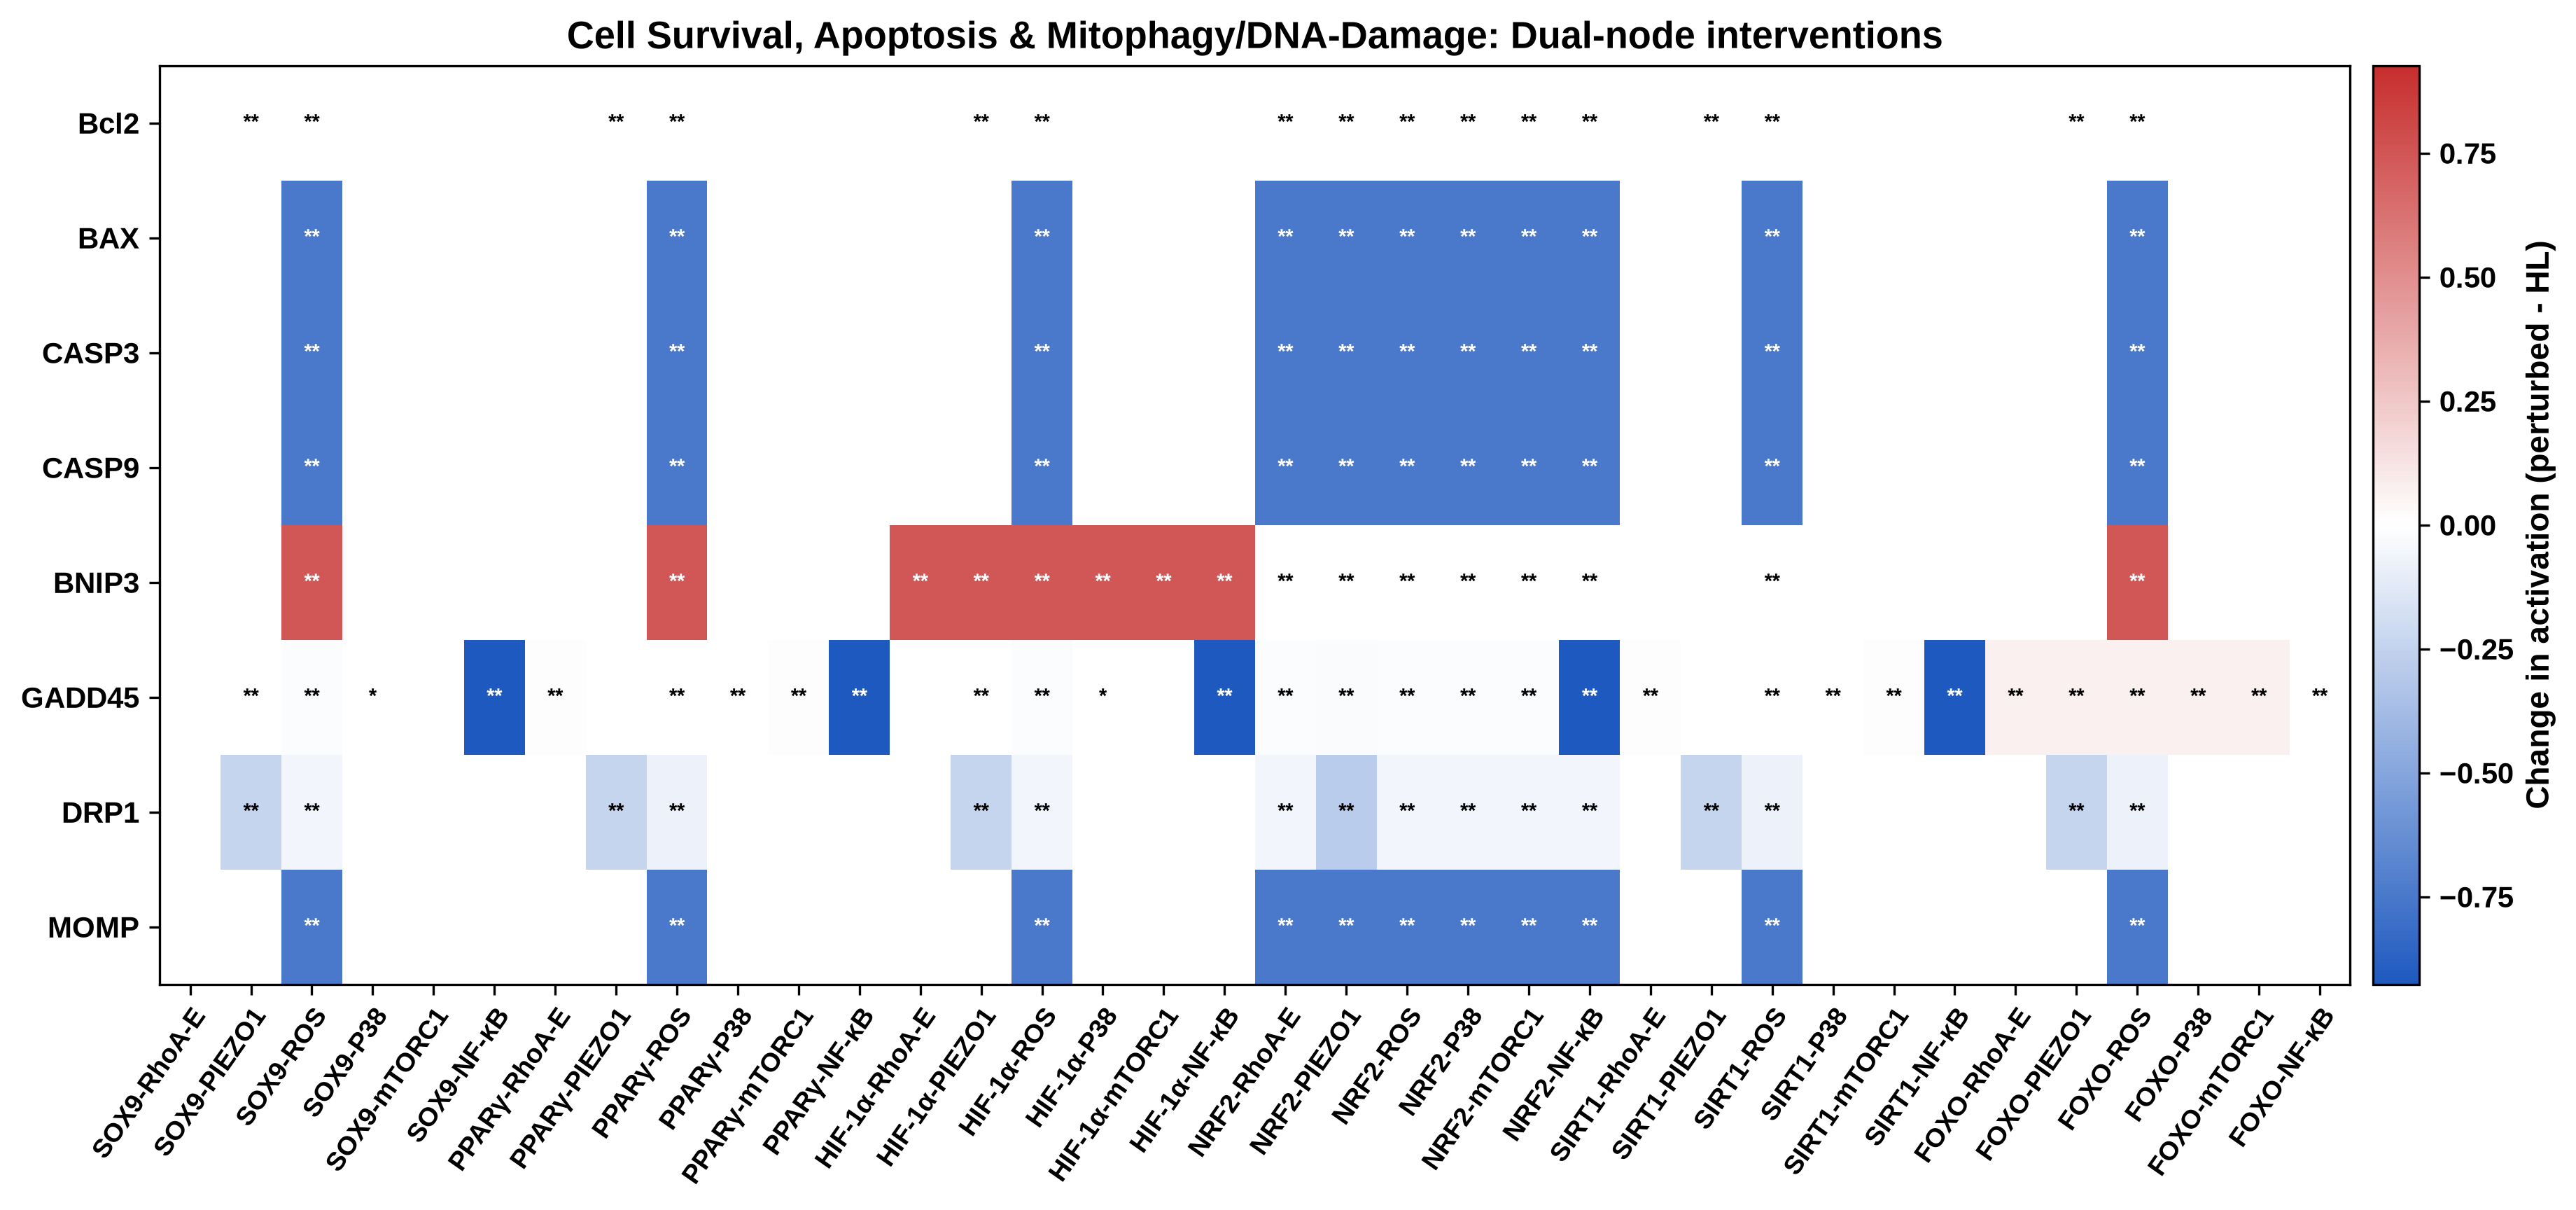 Cell Survival, Apoptosis & Mitophagy/DNA-Damage: Dual-node interventions
Bcl2 ** ** ** ** ** ** ** ** ** ** ** ** ** ** ** **
BAX ** ** ** ** ** ** ** ** ** ** **
CASP3 ** ** ** ** ** ** ** ** ** ** **
CASP9 ** ** ** ** ** ** ** ** ** ** **
BNIP3 ** ** ** ** ** ** ** ** ** ** ** ** ** ** ** **
GADD45 ** ** * ** ** ** ** ** ** ** ** * ** ** ** ** ** ** ** ** ** ** ** ** ** ** ** ** ** **
DRP1 ** ** ** ** ** ** ** ** ** ** ** ** ** ** ** **
MOMP ** ** ** ** ** ** ** ** ** ** **
SOX9-RhoA-E
SOX9-PIEZO1
SOX9-ROS
SOX9-P38
SOX9-mTORC1
SOX9-NF-κB
PPARγ-RhoA-E
PPARγ-PIEZO1
PPARγ-ROS
PPARγ-P38
PPARγ-mTORC1
PPARγ-NF-κB
HIF-1α-RhoA-E
HIF-1α-PIEZO1
HIF-1α-ROS
HIF-1α-P38
HIF-1α-mTORC1
HIF-1α-NF-κB
NRF2-RhoA-E
NRF2-PIEZO1
NRF2-ROS
NRF2-P38
NRF2-mTORC1
NRF2-NF-κB
SIRT1-RhoA-E
SIRT1-PIEZO1
SIRT1-ROS
SIRT1-P38
SIRT1-mTORC1
SIRT1-NF-κB
FOXO-RhoA-E
FOXO-PIEZO1
FOXO-ROS
FOXO-P38
FOXO-mTORC1
FOXO-NF-κB
0.75
0.50
0.25
0.00
−0.25
−0.50
−0.75
Change in activation (perturbed - HL)